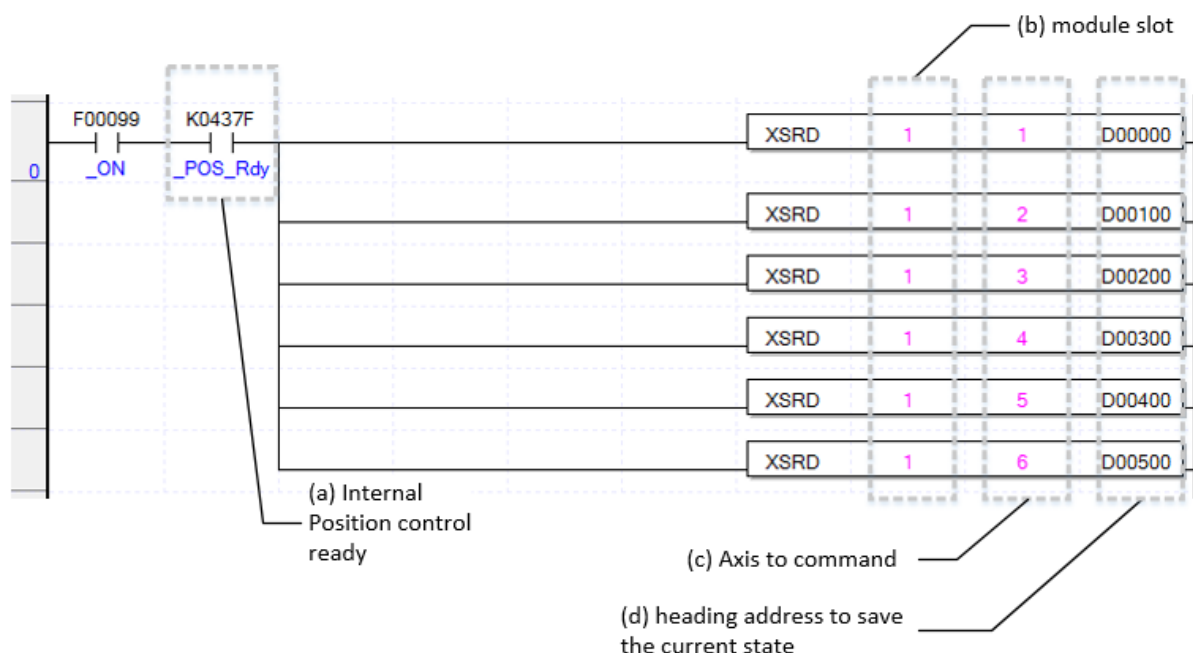 (b) module slot
F00099 K0437F
XSRD 1 1 D00000
0 _ON _POS_Rdy
XSRD 1 2 D00100
XSRD 1 3 D00200
XSRD 1 4 D00300
XSRD 1 5 D00400
XSRD 1 6 D00500
(a) Internal
Position control
ready
(c) Axis to command
(d) heading address to save
the current state